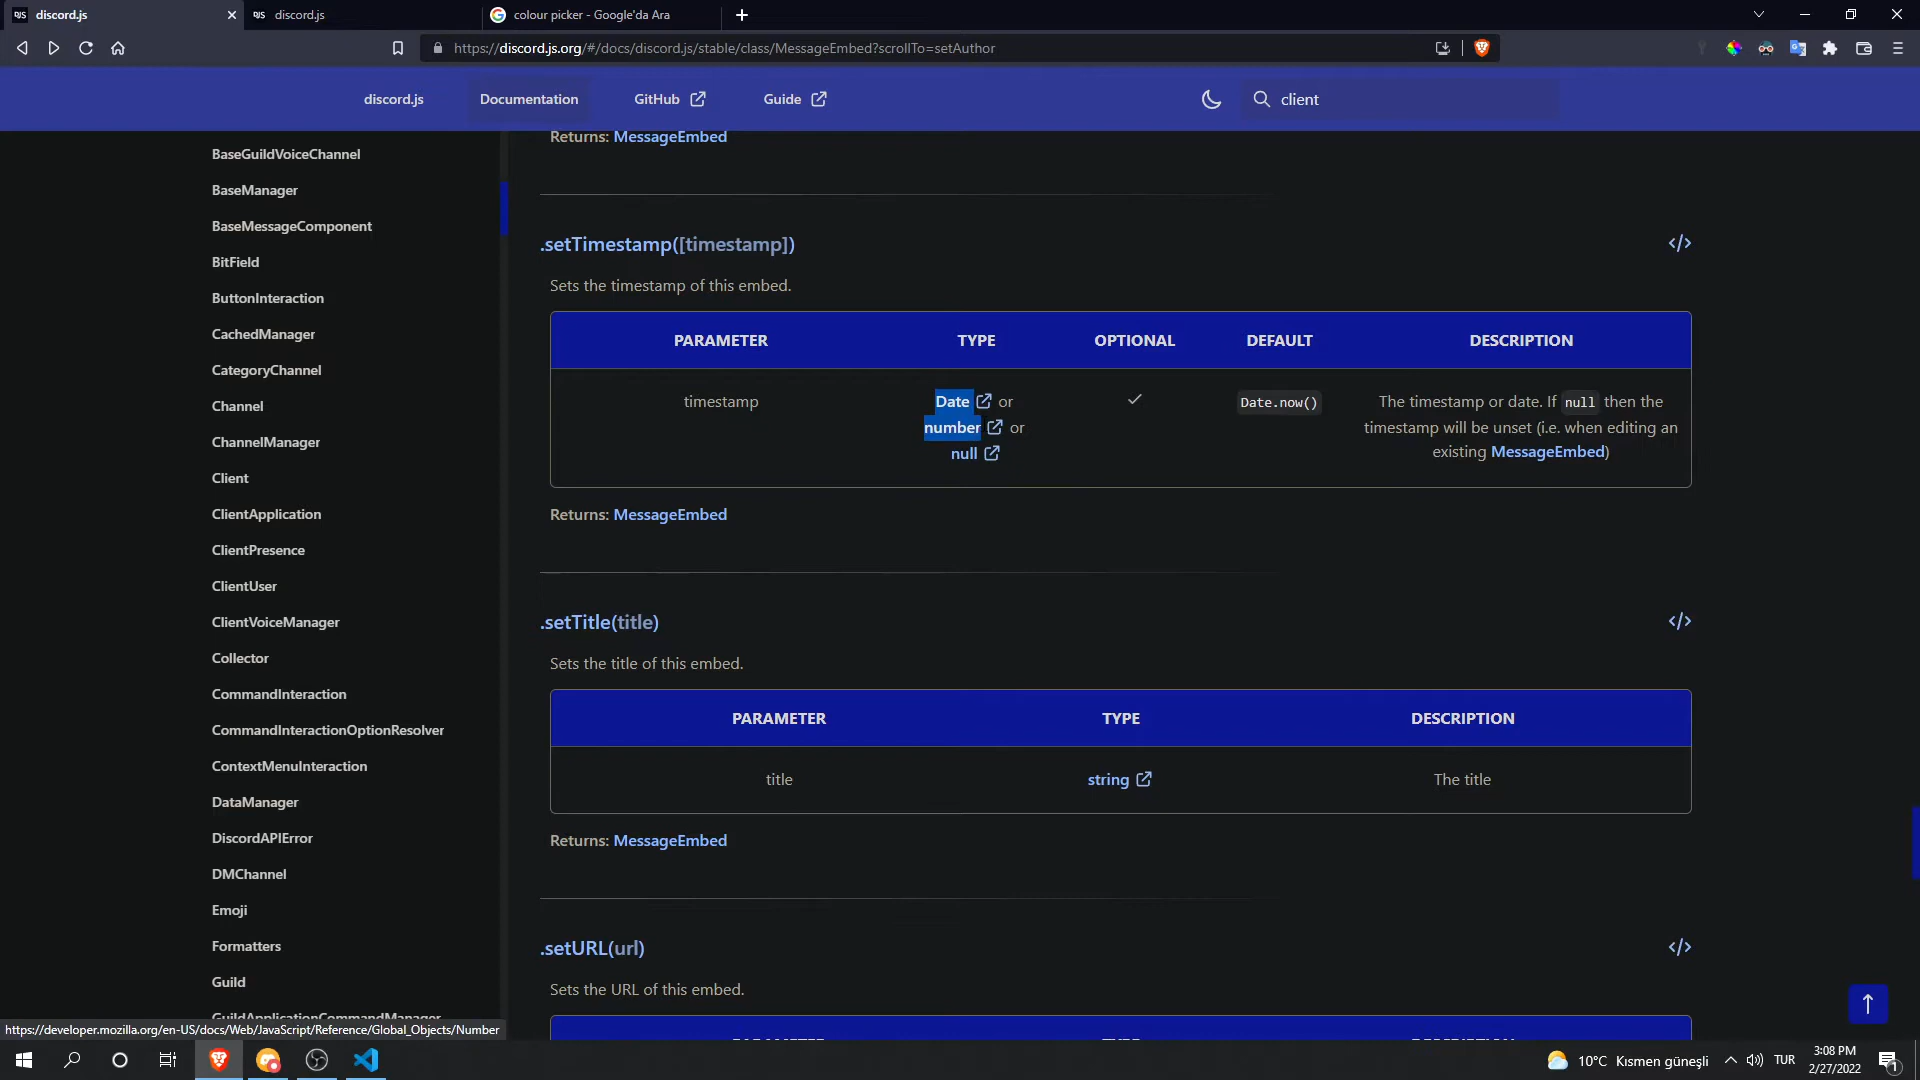 discord.js
discord.js
colour picker - Google'da Ara
https://discord.js.org/#/docs/discord.js/stable/class/MessageEmbed?scrollTo=setAuthor
discord.js
Documentation
GitHub
Guide
client
BaseGuildVoiceChannel
BaseManager
BaseMessageComponent
BitField
ButtonInteraction
CachedManager
CategoryChannel
Channel
ChannelManager
Client
ClientApplication
ClientPresence
ClientUser
ClientVoiceManager
Collector
CommandInteraction
CommandInteractionOptionResolver
ContextMenuInteraction
DataManager
DiscordAPIError
DMChannel
Emoji
Formatters
Guild
GuildApplicationCommandManager
Returns: MessageEmbed
.setTimestamp([timestamp])
</>
Sets the timestamp of this embed.
PARAMETER TYPE OPTIONAL DEFAULT DESCRIPTION
timestamp
Date or
number or
null
Date.now()
The timestamp or date. If null then the
timestamp will be unset (i.e. when editing an
existing MessageEmbed)
Returns: MessageEmbed
.setTitle(title)
</>
Sets the title of this embed.
PARAMETER TYPE DESCRIPTION
title string The title
Returns: MessageEmbed
.setURL(url)
</>
Sets the URL of this embed.
PARAMETER TYPE DESCRIPTION
https://developer.mozilla.org/en-US/docs/Web/JavaScript/Reference/Global_Objects/Number
10°C Kısmen güneşli
TUR
3:08 PM
2/27/2022
1